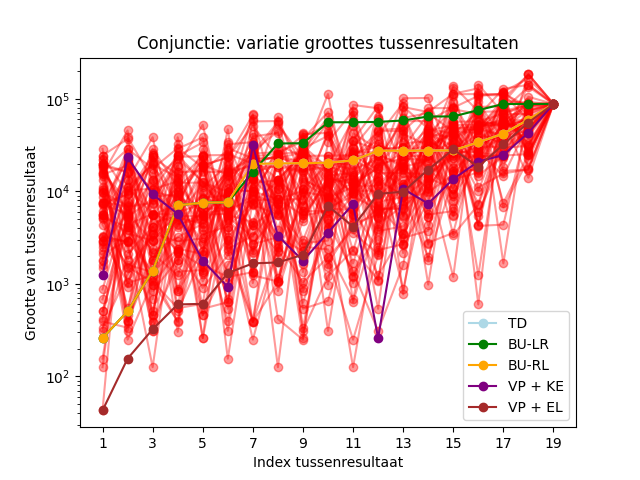 Conjunctie: variatie groottes tussenresultaten
Grootte van tussenresultaat
10^5
10^4
10^3
10^2
TD
BU-LR
BU-RL
VP + KE
VP + EL
1 3 5 7 9 11 13 15 17 19
Index tussenresultaat